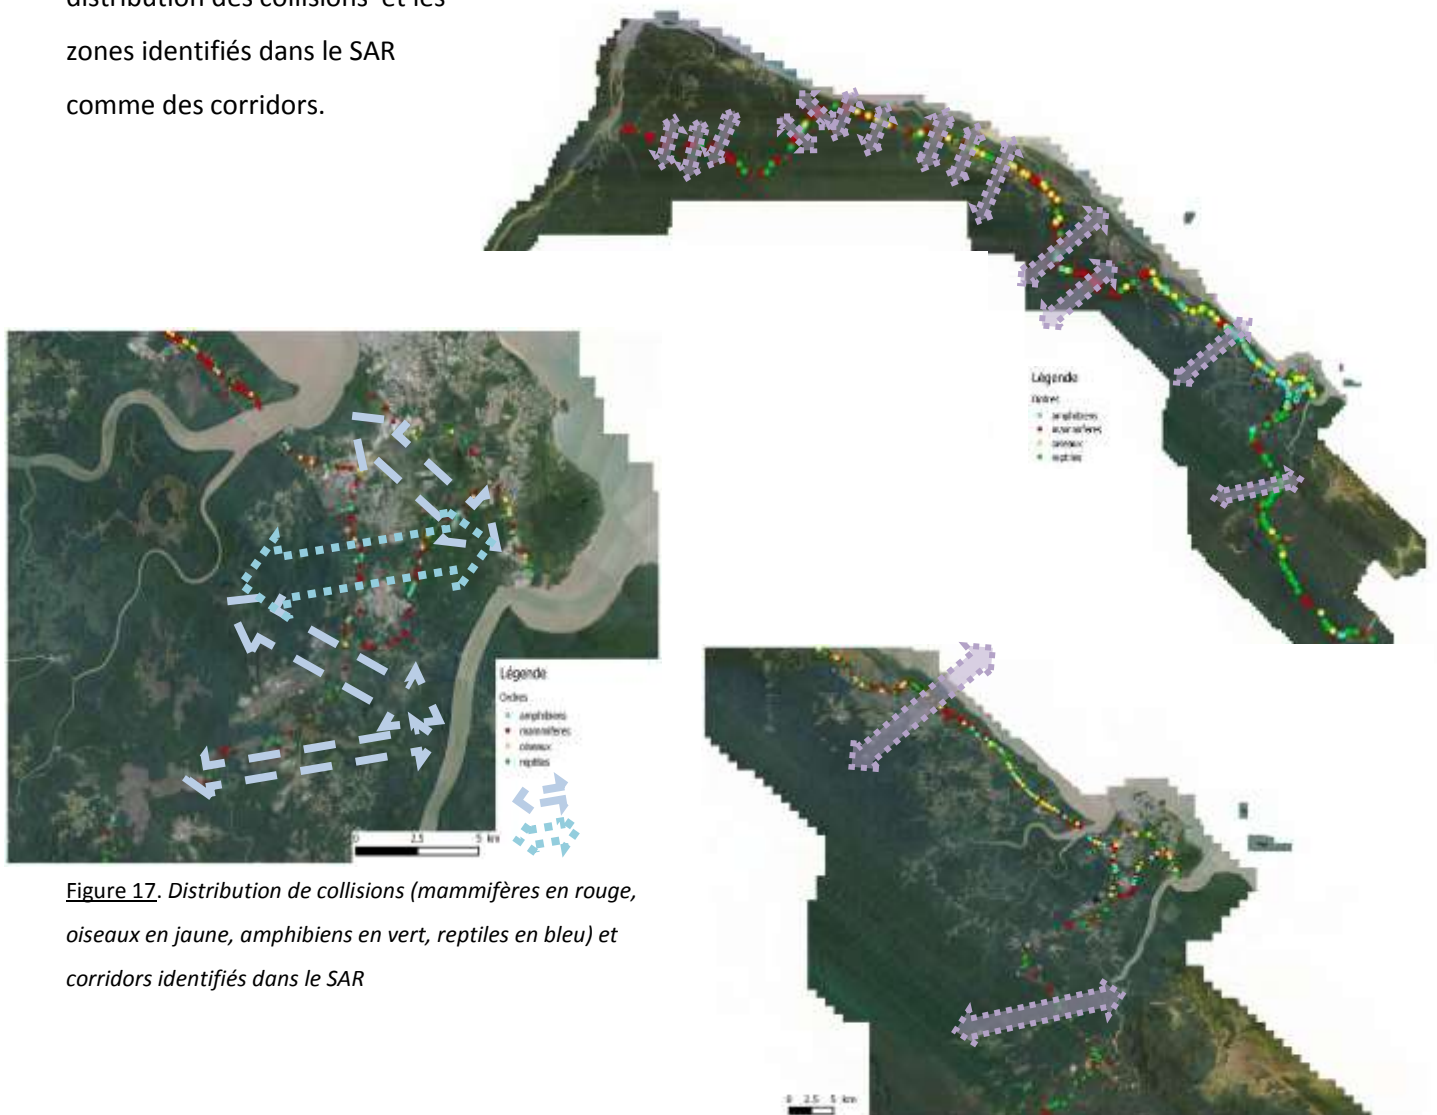 distribution des collisions et les
zones identifiés dans le SAR
comme des corridors.
Légende
Ordres
amphibiens
mammifères
oiseaux
reptiles
Légende
Ordres
amphibiens
mammifères
oiseaux
reptiles
0 2.5 5 km
Figure 17. Distribution de collisions (mammifères en rouge,
oiseaux en jaune, amphibiens en vert, reptiles en bleu) et
corridors identifiés dans le SAR
0 2.5 5 km